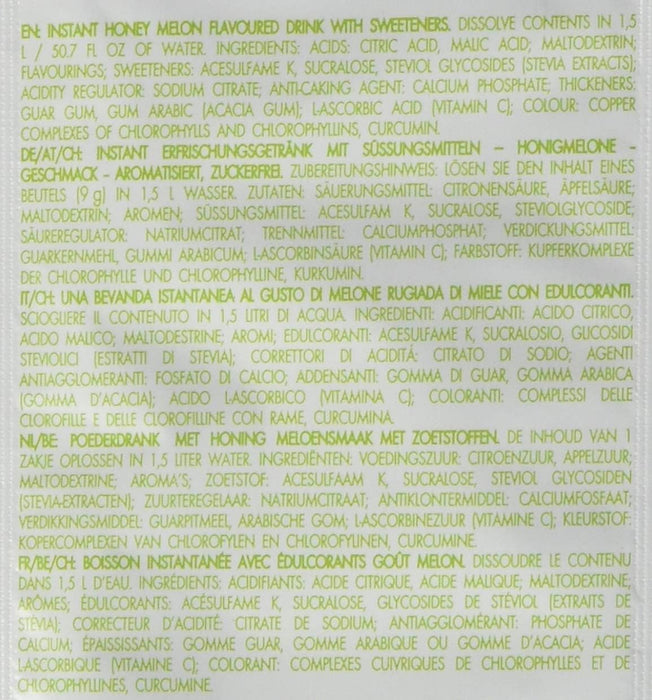 EN: INSTANT HONEY MELON FLAVOURED DRINK WITH SWEETENERS. DISSOLVE CONTENTS IN 1,5
L / 50.7 FL OZ OF WATER. INGREDIENTS: ACIDS: CITRIC ACID, MALIC ACID; MALTODEXTRIN;
FLAVOURINGS; SWEETENERS: ACESULFAME K, SUCRALOSE, STEVIOL GLYCOSIDES (STEVIA EXTRACTS);
ACIDITY REGULATOR: SODIUM CITRATE; ANTI-CAKING AGENT: CALCIUM PHOSPHATE, THICKENERS:
GUAR GUM, GUM ARABIC (ACACIA GUM); L-ASCORBIC ACID (VITAMIN C); COLOUR: COPPER
COMPLEXES OF CHLOROPHYLLS AND CHLOROPHYLLINS, CURCUMIN.
DE/AT/CH: INSTANT ERFRISCHUNGSGETRÄNK MIT SÜSSUNGSMITTELN – HONIGMELONE -
GESCHMACK - AROMATISIERT, ZUCKERFREI. ZUBEREITUNGSHINWEIS: LÖSEN SIE DEN INHALT EINES
BEUTELS (9 g) IN 1,5 L WASSER. ZUTATEN: SÄUERUNGSMITTEL: CITRONENSÄURE, ÄPFELSÄURE;
MALTODEXTRIN; AROMEN; SÜSSUNGSMITTEL: ACESULFAM K, SUCRALOSE, STEVIOLGLYCOSIDE;
SÄUREREGULATOR: NATRIUMCITRAT; TRENNMITTEL: CALCIUMPHOSPHAT; VERDICKUNGSMITTEL:
GUARKERNMEHL, GUMMI ARABICUM; L-ASCORBINSÄURE (VITAMIN C); FARBSTOFF: KUPFERKOMPLEXE
DER CHLOROPHYLLE UND CHLOROPHYLLINE, KURKUMIN.
IT/CH: UNA BEVANDA ISTANTANEA AL GUSTO DI MELONE RUGIADA DI MIELE CON EDULCORANTI.
SCIOGLIERE IL CONTENUTO IN 1,5 LITRI DI ACQUA. INGREDIENTI: ACIDIFICANTI: ACIDO CITRICO,
ACIDO MALICO; MALTODESTRINE; AROMI; EDULCORANTI: ACESULFAME K, SUCRALOSIO, GLICOSIDI
STEVIOLICI (ESTRATTI DI STEVIA); CORRETTORI DI ACIDITÁ: CITRATO DI SODIO; AGENTI
ANTIAGGLOMERANTI: FOSFATO DI CALCIO; ADDENSANTI: GOMMA DI GUAR, GOMMA ARABICA
(GOMMA D'ACACIA); ACIDO L-ASCORBICO (VITAMINA C); COLORANTI: COMPLESSI DELLE
CLOROFILLE E DELLE CLOROFILLINE CON RAME, CURCUMINA.
NL/BE: POEDERDRANK MET HONING MELOENSMAAK MET ZOETSTOFFEN. DE INHOUD VAN 1
ZAKJE OPLOSSEN IN 1,5 LITER WATER. INGREDIËNTEN: VOEDINGSZUUR: CITROENZUUR, APPELZUUR;
MALTODEXTRINE; AROMA'S; ZOETSTOF: ACESULFAAM K, SUCRALOSE, STEVIOL GLYCOSIDEN
(STEVIA-EXTRACTEN); ZUURTEREGELAAR: NATRIUMCITRAAT; ANTIKLONTERMIDDEL: CALCIUMFOSFAAT;
VERDIKKINGSMIDDEL: GUARPITMEEL, ARABISCHE GOM; L-ASCORBINEZUUR (VITAMINE C); KLEURSTOF:
KOPERCOMPLEXEN VAN CHLOROFYLEN EN CHLOROFYLINEN, CURCUMINE.
FR/BE/CH: BOISSON INSTANTANÉE AVEC ÉDULCORANTS GOÛT MELON. DISSOUDRE LE CONTENU
DANS 1,5 L D'EAU. INGRÉDIENTS: ACIDIFIANTS: ACIDE CITRIQUE, ACIDE MALIQUE; MALTODEXTRINE,
ARÔMES; ÉDULCORANTS: ACÉSULFAME K, SUCRALOSE, GLYCOSIDES DE STÉVIOL (EXTRAITS DE
STÉVIA); CORRECTEUR D'ACIDITÉ: CITRATE DE SODIUM; ANTIAGGLOMÉRANT: PHOSPHATE DE
CALCIUM; ÉPAISSISSANTS: GOMME GUAR, GOMME ARABIQUE OU GOMME D'ACACIA; ACIDE
L-ASCORBIQUE (VITAMINE C); COLORANT: COMPLEXES CUIVRIQUES DE CHLOROPHYLLES ET DE
CHLOROPHYLLINES, CURCUMINE.